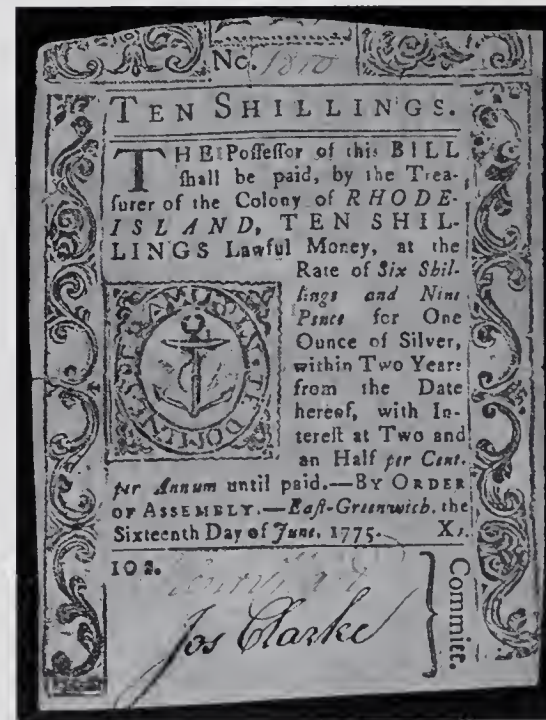 No.
TEN SHILLINGS.
THE Poſſeſſor of this BILL
ſhall be paid, by the Trea-
ſurer of the Colony of RHODE-
ISLAND, TEN SHIL-
LINGS Lawful Money, at the
Rate of Six Shil-
lings and Nine
Pence for One
Ounce of Silver,
within Two Years
from the Date
hereof, with In-
tereſt at Two and
an Half per Cent.
per Annum until paid.—BY ORDER
OF ASSEMBLY.—Eaſt-Greenwich, the
Sixteenth Day of June, 1775. Xs.
10 s.
Jos Clarke
Committ.